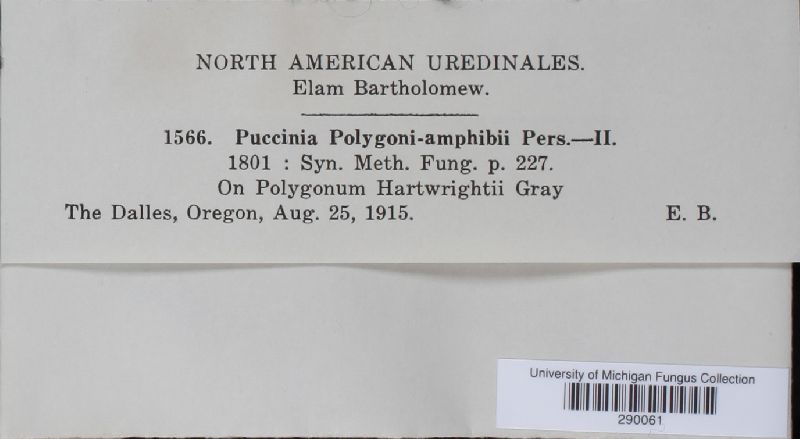 NORTH AMERICAN UREDINALES.
Elam Bartholomew.
1566. Puccinia Polygoni-amphibii Pers.—II.
1801 : Syn. Meth. Fung. p. 227.
On Polygonum Hartwrightii Gray
The Dalles, Oregon, Aug. 25, 1915. E. B.
University of Michigan Fungus Collection
290061